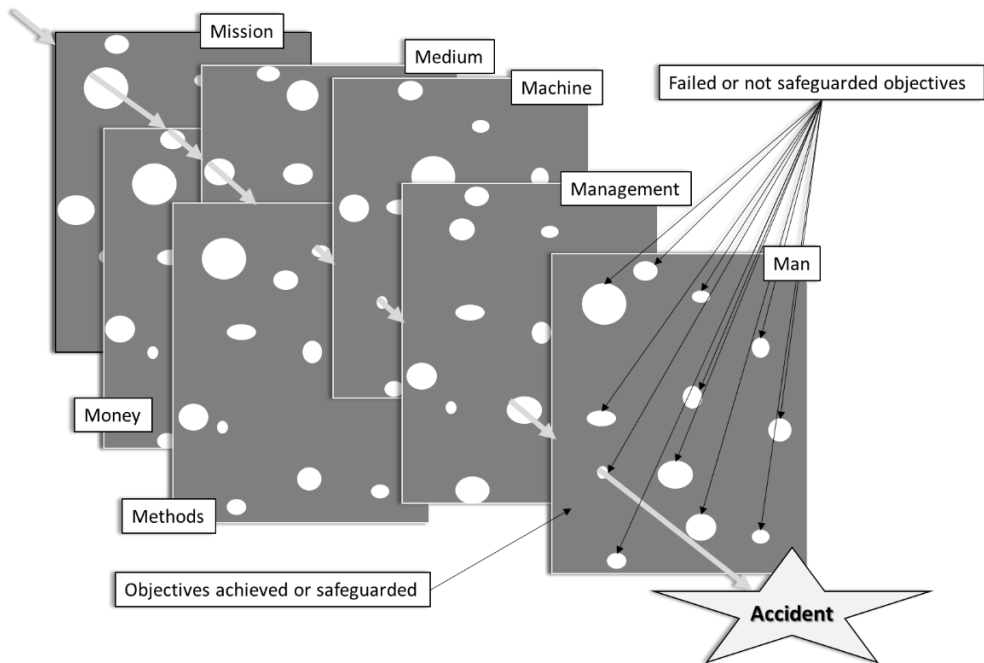 Mission
Medium
Machine
Failed or not safeguarded objectives
Management
Man
Money
Methods
Objectives achieved or safeguarded
Accident